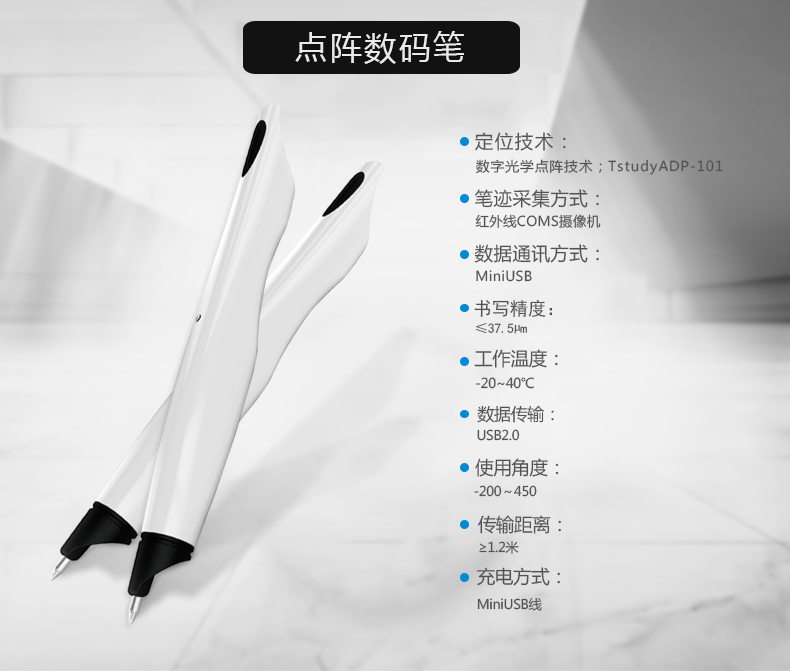 点阵数码笔
定位技术：
数字光学点阵技术；TstudyADP-101
笔迹采集方式：
红外线COMS摄像机
数据通讯方式：
MiniUSB
书写精度：
≤37.5μm
工作温度：
-20~40℃
数据传输：
USB2.0
使用角度：
-200~450
传输距离：
≥1.2米
充电方式：
MiniUSB线